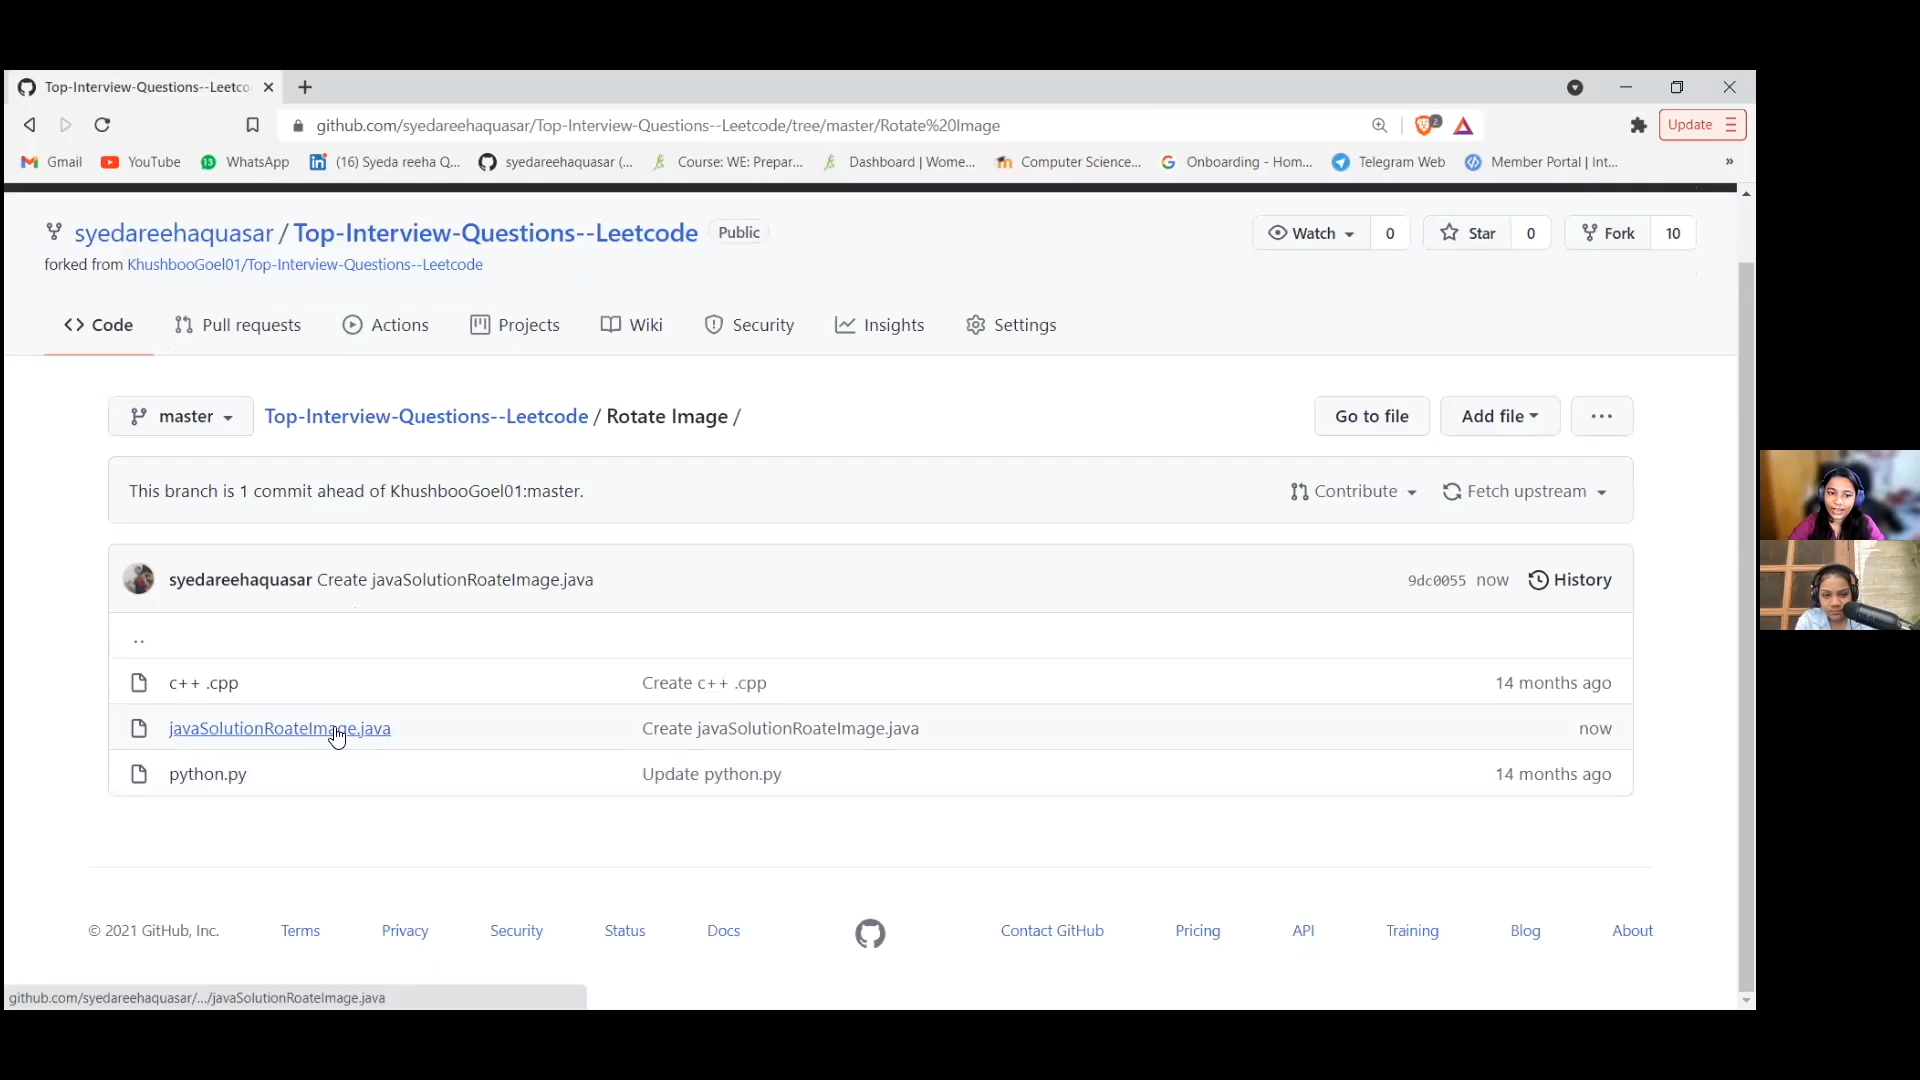 Top-Interview-Questions--Leetco
github.com/syedareehaquasar/Top-Interview-Questions--Leetcode/tree/master/Rotate%20Image
2
Update
Gmail
YouTube
13
WhatsApp
(16) Syeda reeha Q...
syedareehaquasar (...
Course: WE: Prepar...
Dashboard | Wome...
Computer Science...
Onboarding - Hom...
Telegram Web
Member Portal | Int...
»
syedareehaquasar / Top-Interview-Questions--Leetcode Public
Watch 0
Star 0
Fork 10
forked from KhushbooGoel01/Top-Interview-Questions--Leetcode
Code
Pull requests
Actions
Projects
Wiki
Security
Insights
Settings
master
Top-Interview-Questions--Leetcode / Rotate Image /
Go to file
Add file
...
This branch is 1 commit ahead of KhushbooGoel01:master.
Contribute
Fetch upstream
syedareehaquasar Create javaSolutionRoateImage.java
9dc0055 now
History
..
c++ .cpp
Create c++ .cpp
14 months ago
javaSolutionRoateImage.java
Create javaSolutionRoateImage.java
now
python.py
Update python.py
14 months ago
© 2021 GitHub, Inc.
Terms
Privacy
Security
Status
Docs
Contact GitHub
Pricing
API
Training
Blog
About
github.com/syedareehaquasar/.../javaSolutionRoateImage.java